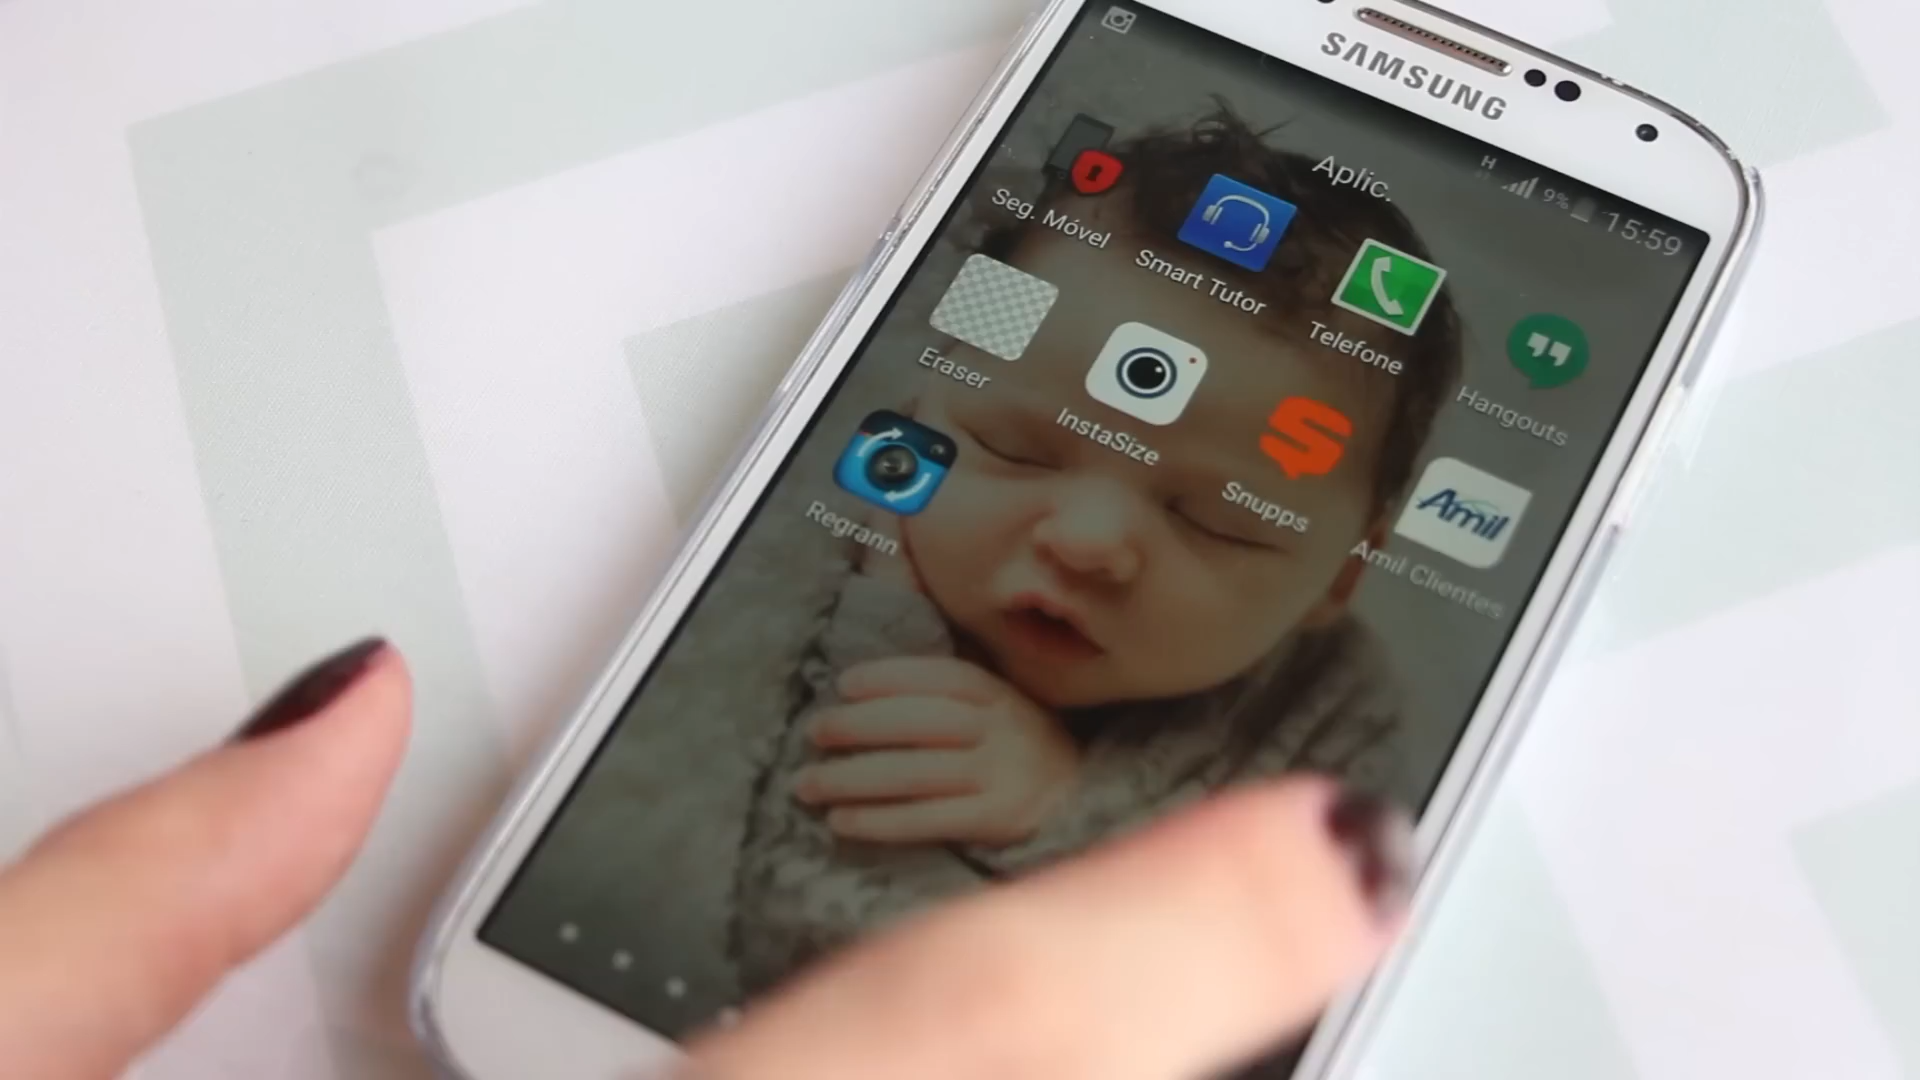 SAMSUNG
H 9% 15:59
Aplic.
Seg. Móvel
Smart Tutor
Telefone
Hangouts
Eraser
InstaSize
Snupps
Amil
Amil Clientes
Regrann